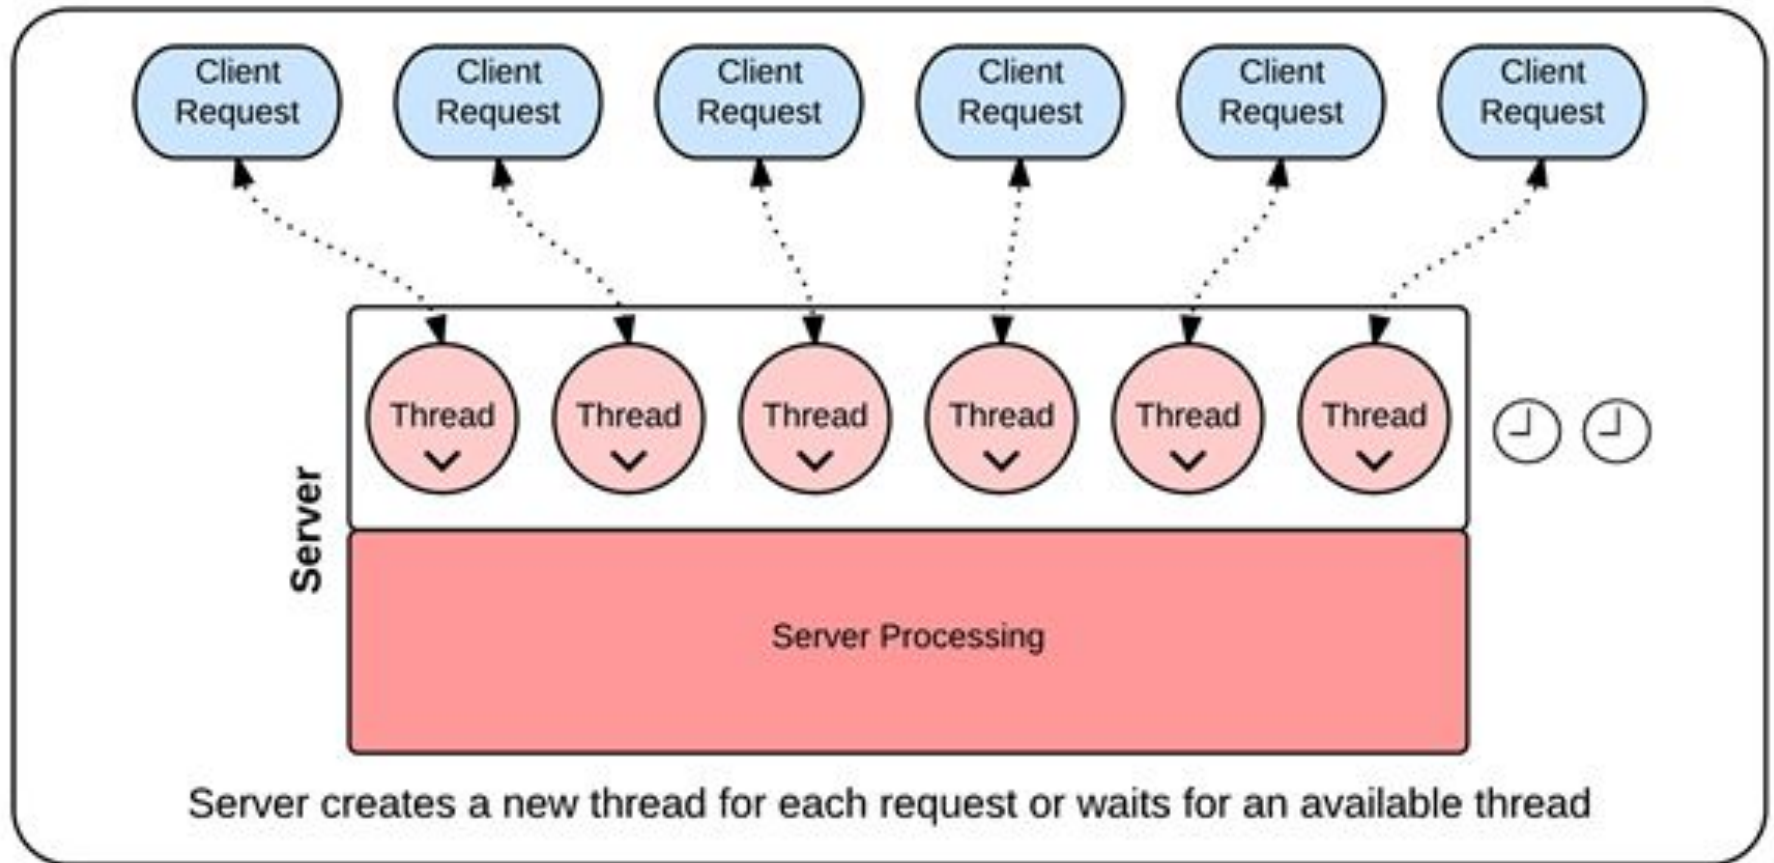 Client
Request
Client
Request
Client
Request
Client
Request
Client
Request
Client
Request
Thread
Thread
Thread
Thread
Thread
Thread
Server
Server Processing
Server creates a new thread for each request or waits for an available thread